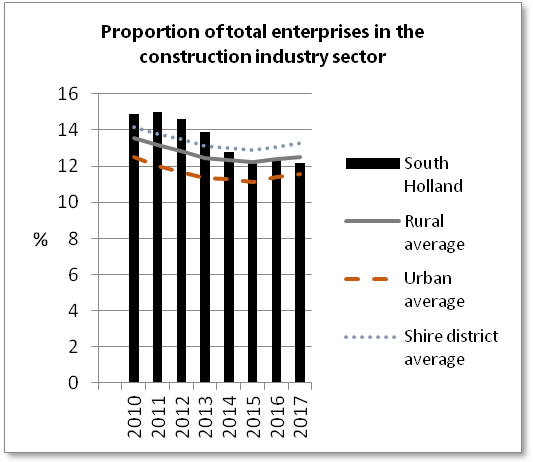 Proportion of total enterprises in the
construction industry sector
16
14
12
10
8
6
4
2
0
%
2010
2011
2012
2013
2014
2015
2016
2017
South
Holland
Rural
average
Urban
average
Shire district
average